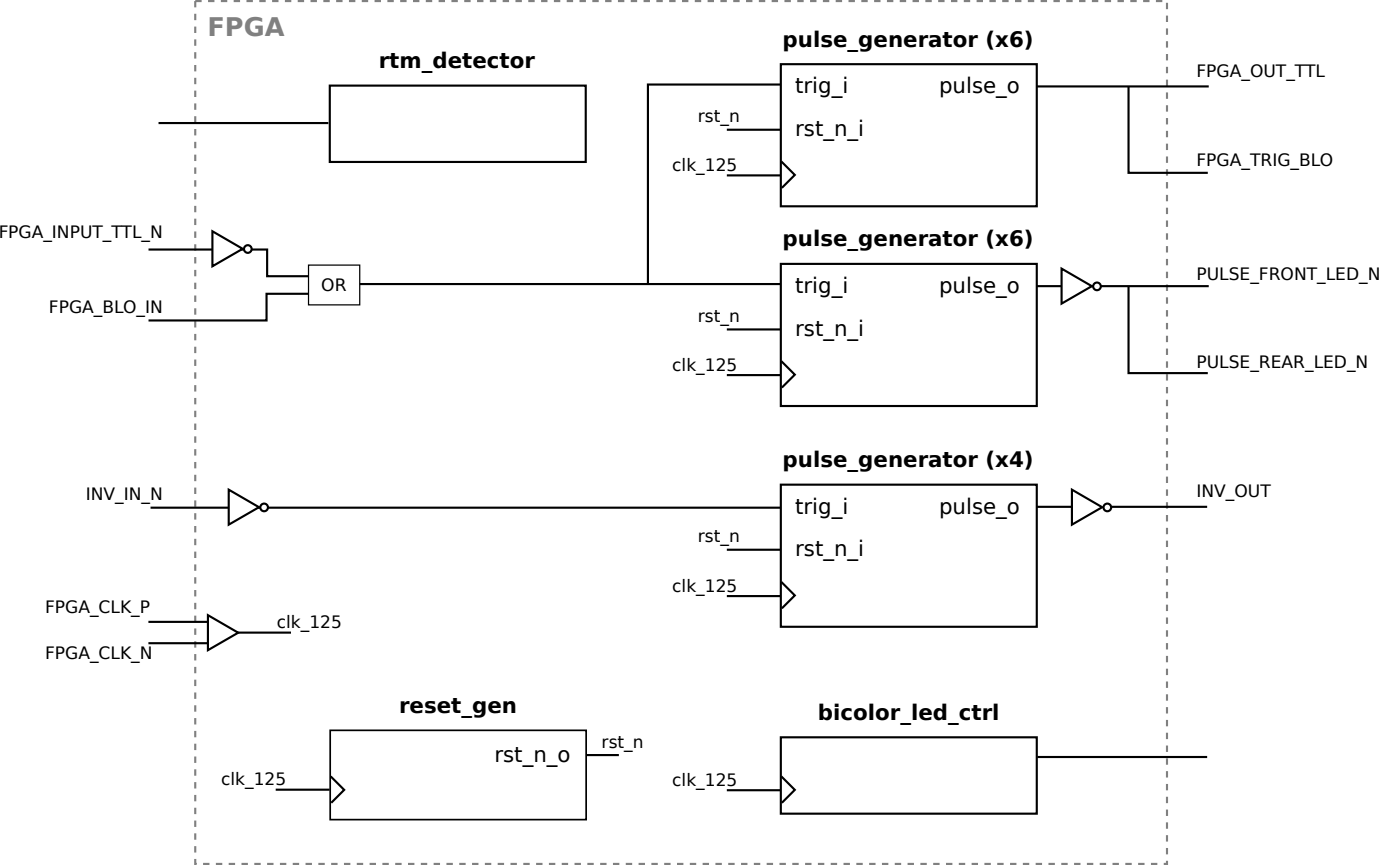 FPGA
rtm_detector
pulse_generator (x6)
trig_i
pulse_o
rst_n
rst_n_i
clk_125
FPGA_OUT_TTL
FPGA_TRIG_BLO
FPGA_INPUT_TTL_N
FPGA_BLO_IN
OR
pulse_generator (x6)
trig_i
pulse_o
rst_n
rst_n_i
clk_125
PULSE_FRONT_LED_N
PULSE_REAR_LED_N
INV_IN_N
pulse_generator (x4)
trig_i
pulse_o
rst_n
rst_n_i
clk_125
INV_OUT
FPGA_CLK_P
FPGA_CLK_N
clk_125
reset_gen
rst_n_o
rst_n
clk_125
bicolor_led_ctrl
clk_125